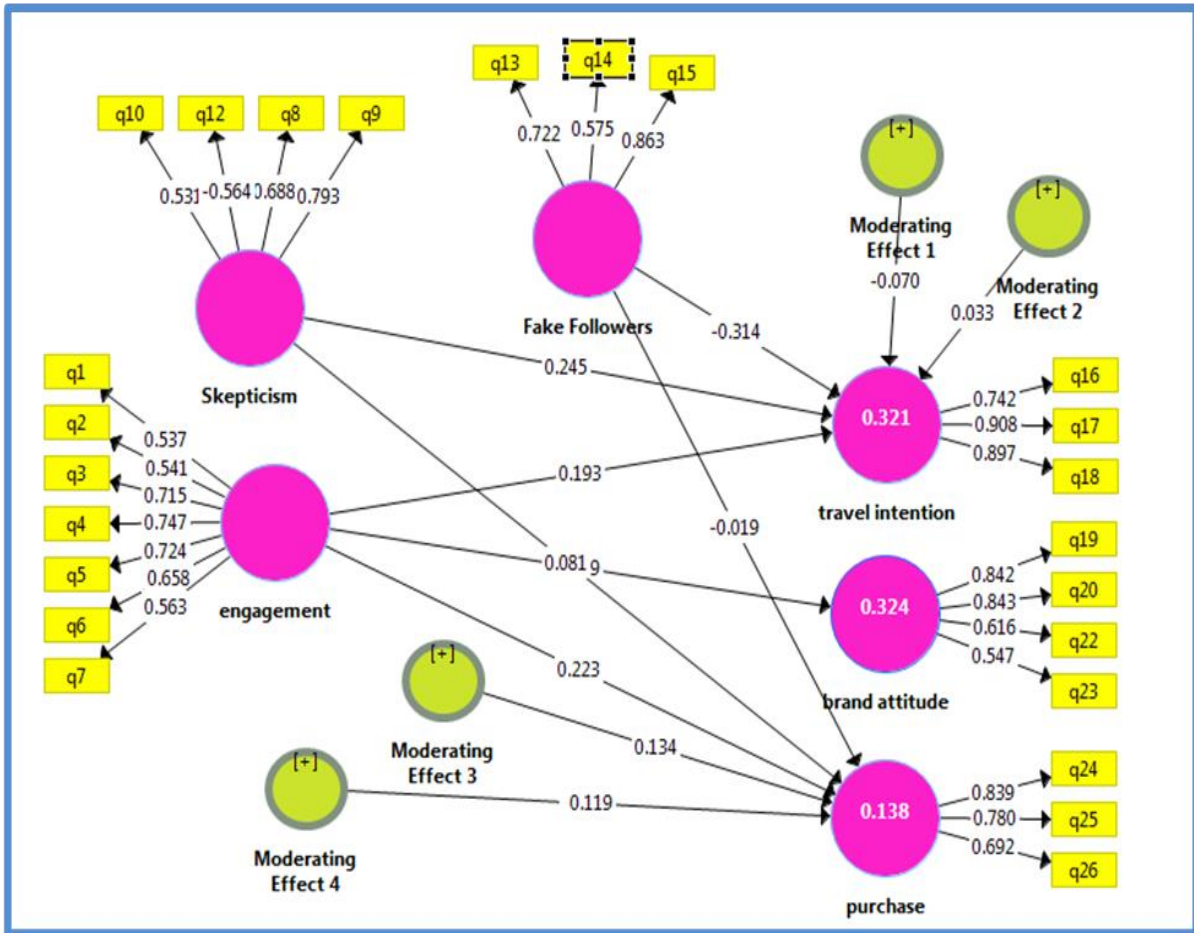 q13
q14
q15
q10
q12
q8
q9
0.722
0.575
0.863
[+]
0.531
-0.564
0.688
0.793
[+]
Moderating
Effect 1
-0.070
Moderating
Effect 2
0.033
Fake Followers
-0.314
Skepticism
0.245
q1
q2
q3
q4
q5
q6
q7
0.537
0.541
0.715
0.747
0.724
0.658
0.563
engagement
0.193
0.321
travel intention
0.742
0.908
0.897
q16
q17
q18
-0.019
0.081
9
0.324
brand attitude
0.842
0.843
0.616
0.547
q19
q20
q22
q23
0.223
[+]
Moderating
Effect 3
0.134
[+]
Moderating
Effect 4
0.119
0.138
purchase
0.839
0.780
0.692
q24
q25
q26